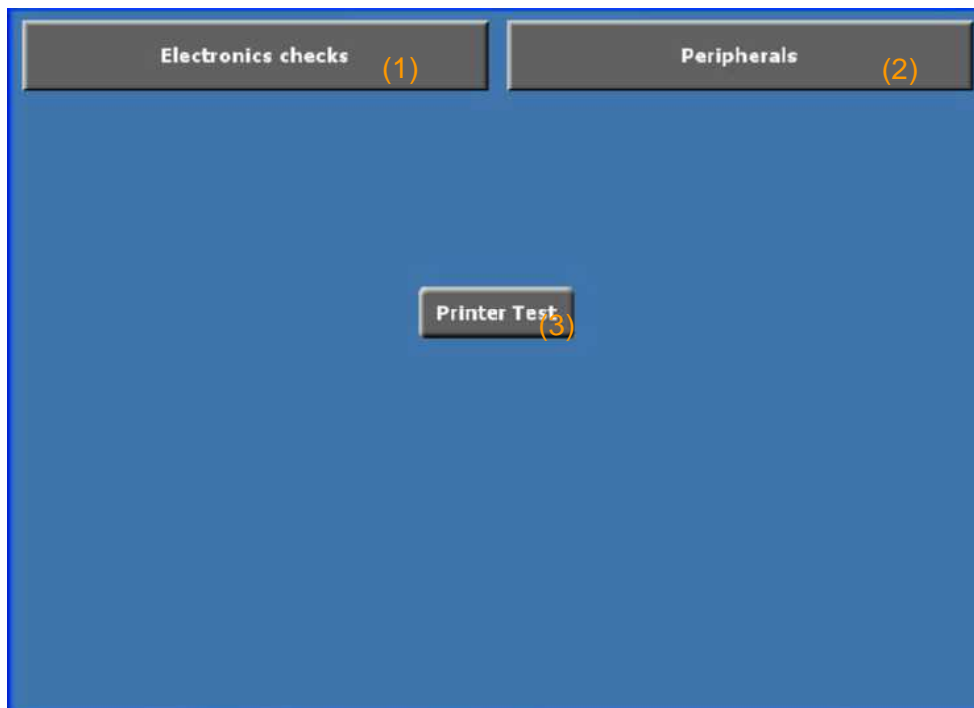 Electronics checks (1)
Peripherals (2)
Printer Test (3)